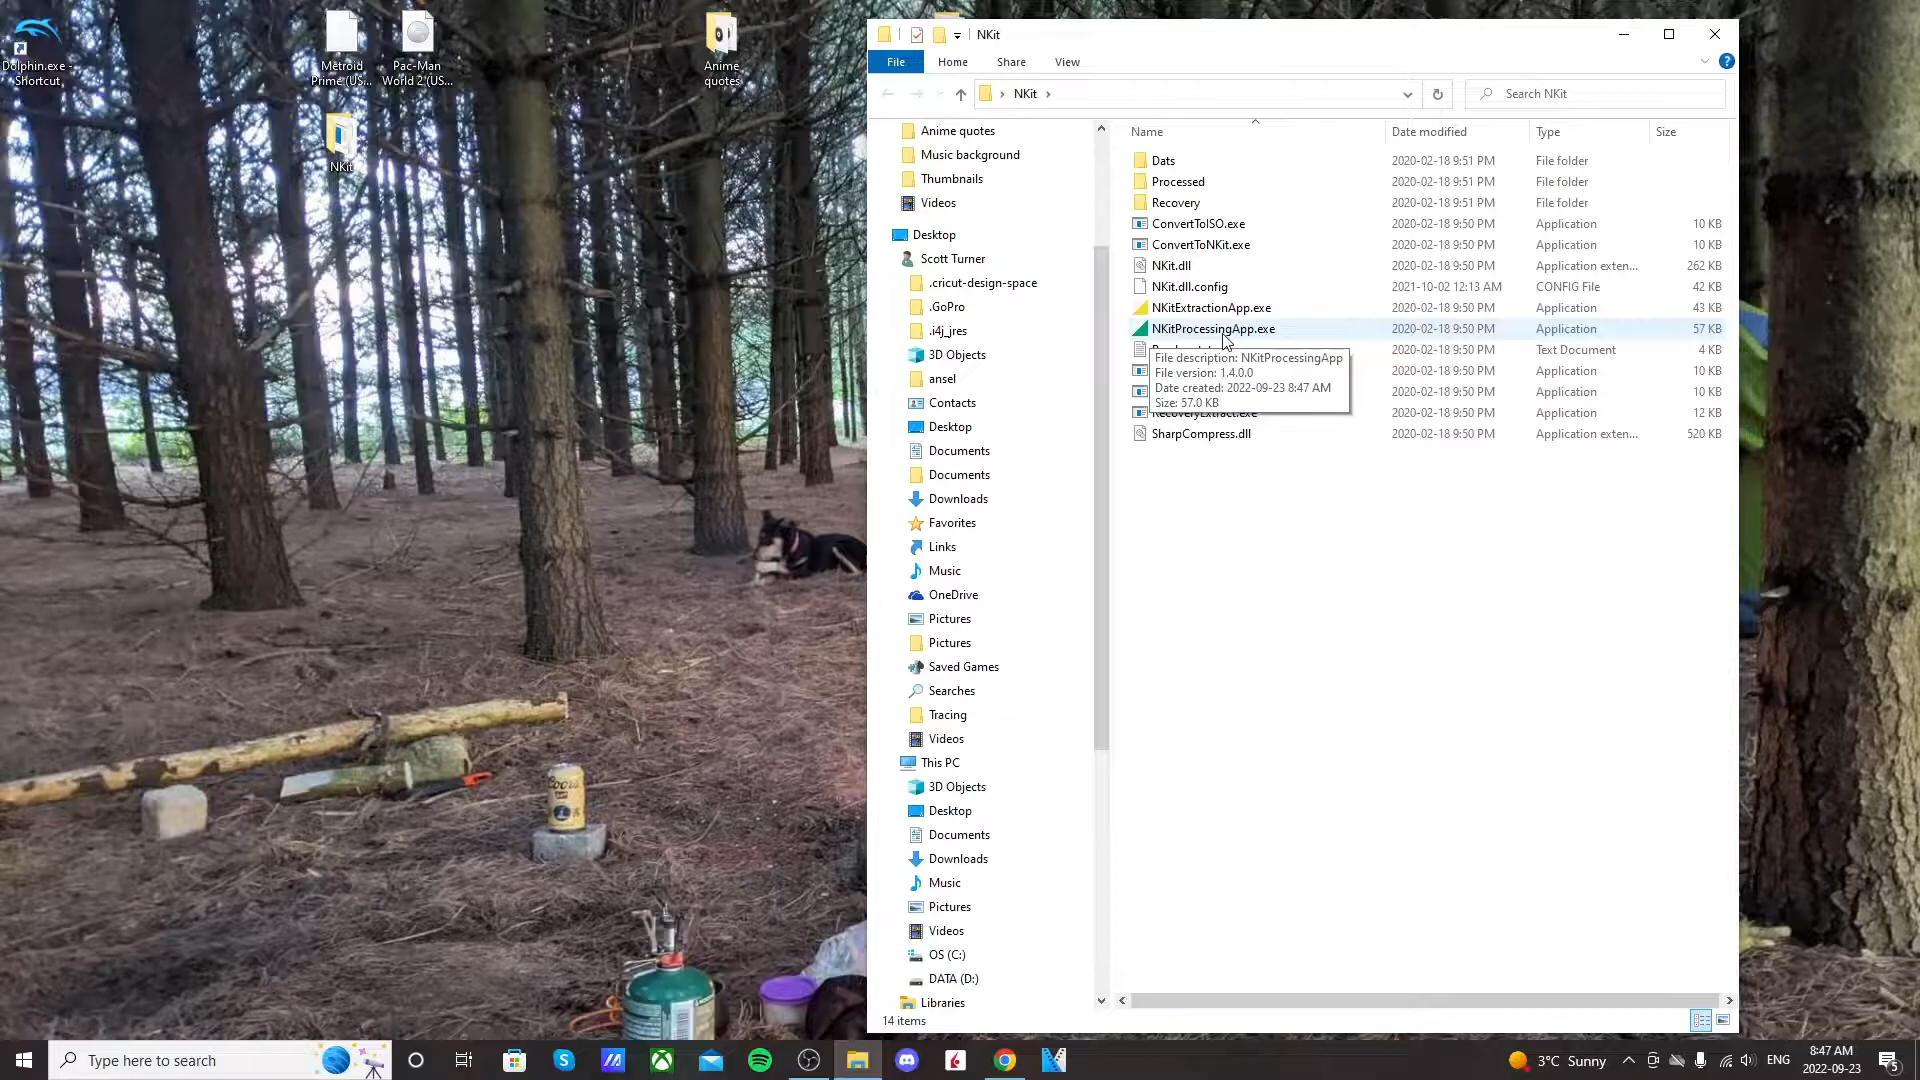 Dolphin.exe -
Shortcut
Metroid
Prime (US...
Pac-Man
World 2 (US...
Anime
quotes
NKit
NKit
File
Home
Share
View
NKit
Search NKit
Anime quotes
Music background
Thumbnails
Videos
Desktop
Scott Turner
.cricut-design-space
.GoPro
.i4j_jres
3D Objects
ansel
Contacts
Desktop
Documents
Documents
Downloads
Favorites
Links
Music
OneDrive
Pictures
Pictures
Saved Games
Searches
Tracing
Videos
This PC
3D Objects
Desktop
Documents
Downloads
Music
Pictures
Videos
OS (C:)
DATA (D:)
Libraries
Name Date modified Type Size
Dats 2020-02-18 9:51 PM File folder
Processed 2020-02-18 9:51 PM File folder
Recovery 2020-02-18 9:51 PM File folder
ConvertToISO.exe 2020-02-18 9:50 PM Application 10 KB
ConvertToNKit.exe 2020-02-18 9:50 PM Application 10 KB
NKit.dll 2020-02-18 9:50 PM Application exten... 262 KB
NKit.dll.config 2021-10-02 12:13 AM CONFIG File 42 KB
NKitExtractionApp.exe 2020-02-18 9:50 PM Application 43 KB
NKitProcessingApp.exe 2020-02-18 9:50 PM Application 57 KB
2020-02-18 9:50 PM Text Document 4 KB
File description: NKitProcessingApp
File version: 1.4.0.0
2020-02-18 9:50 PM Application 10 KB
Date created: 2022-09-23 8:47 AM
2020-02-18 9:50 PM Application 10 KB
Size: 57.0 KB
RecoveryExtract.exe 2020-02-18 9:50 PM Application 12 KB
SharpCompress.dll 2020-02-18 9:50 PM Application exten... 520 KB
14 items
Coors
Type here to search
3°C Sunny
ENG
8:47 AM
2022-09-23
5